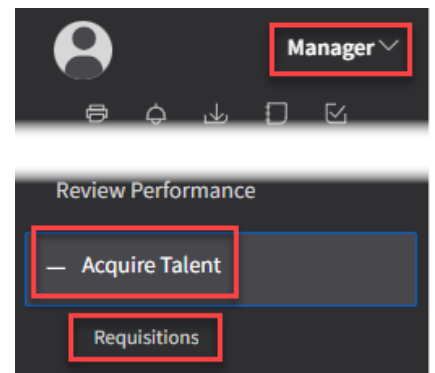 Manager
Review Performance
Acquire Talent
Requisitions